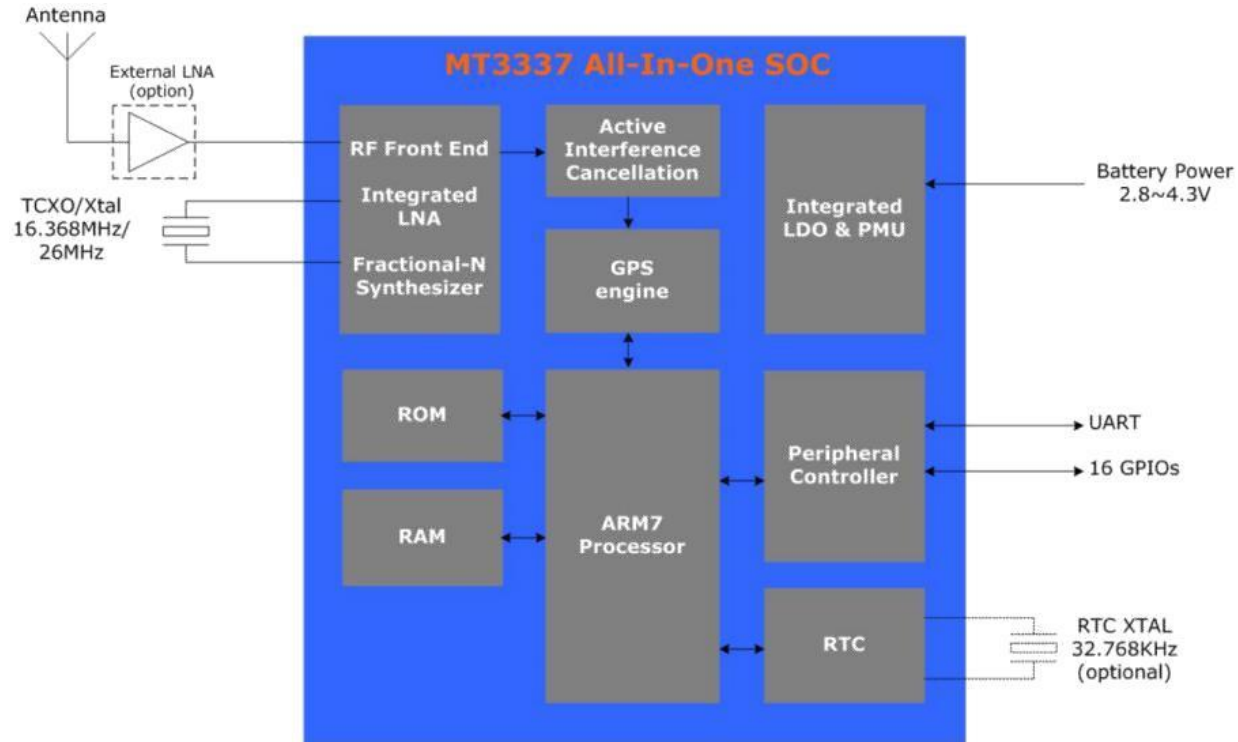 Antenna
External LNA
(option)
MT3337 All-In-One SOC
RF Front End
Integrated
LNA
Fractional-N
Synthesizer
Active
Interference
Cancellation
Integrated
LDO & PMU
Battery Power
2.8~4.3V
TCXO/Xtal
16.368MHz/
26MHz
GPS
engine
ROM
RAM
ARM7
Processor
Peripheral
Controller
UART
16 GPIOs
RTC
RTC XTAL
32.768KHz
(optional)